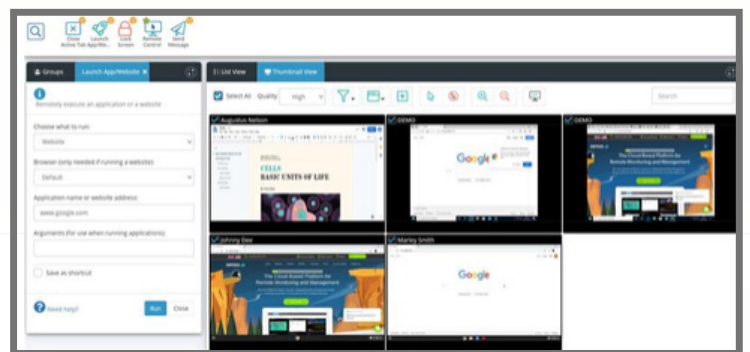 Close Active Tab
Launch App/We...
Lock Screen
Remote Control
Send Message
Groups
Launch App/Website
Remotely execute an application or a website
Choose what to run:
Website
Browser (only needed if running a website):
Default
Application name or website address:
www.google.com
Arguments (for use when running applications):
Save as shortcut
Need help?
Run
Close
List View
Thumbnail View
Select All
Quality
High
Search
Augustus Nelson
CELLS
BASIC UNITS OF LIFE
DEMO
Google
DEMO
The Cloud-Based Platform for
Remote Monitoring and Management
Johnny Dee
The Cloud-Based Platform for
Remote Monitoring and Management
Marley Smith
Google